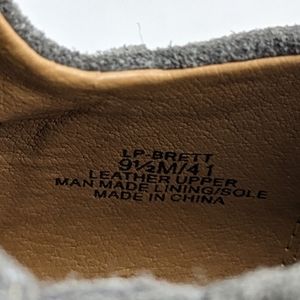 LP-BRETT
9½M/41
LEATHER UPPER
MAN MADE LINING/SOLE
MADE IN CHINA